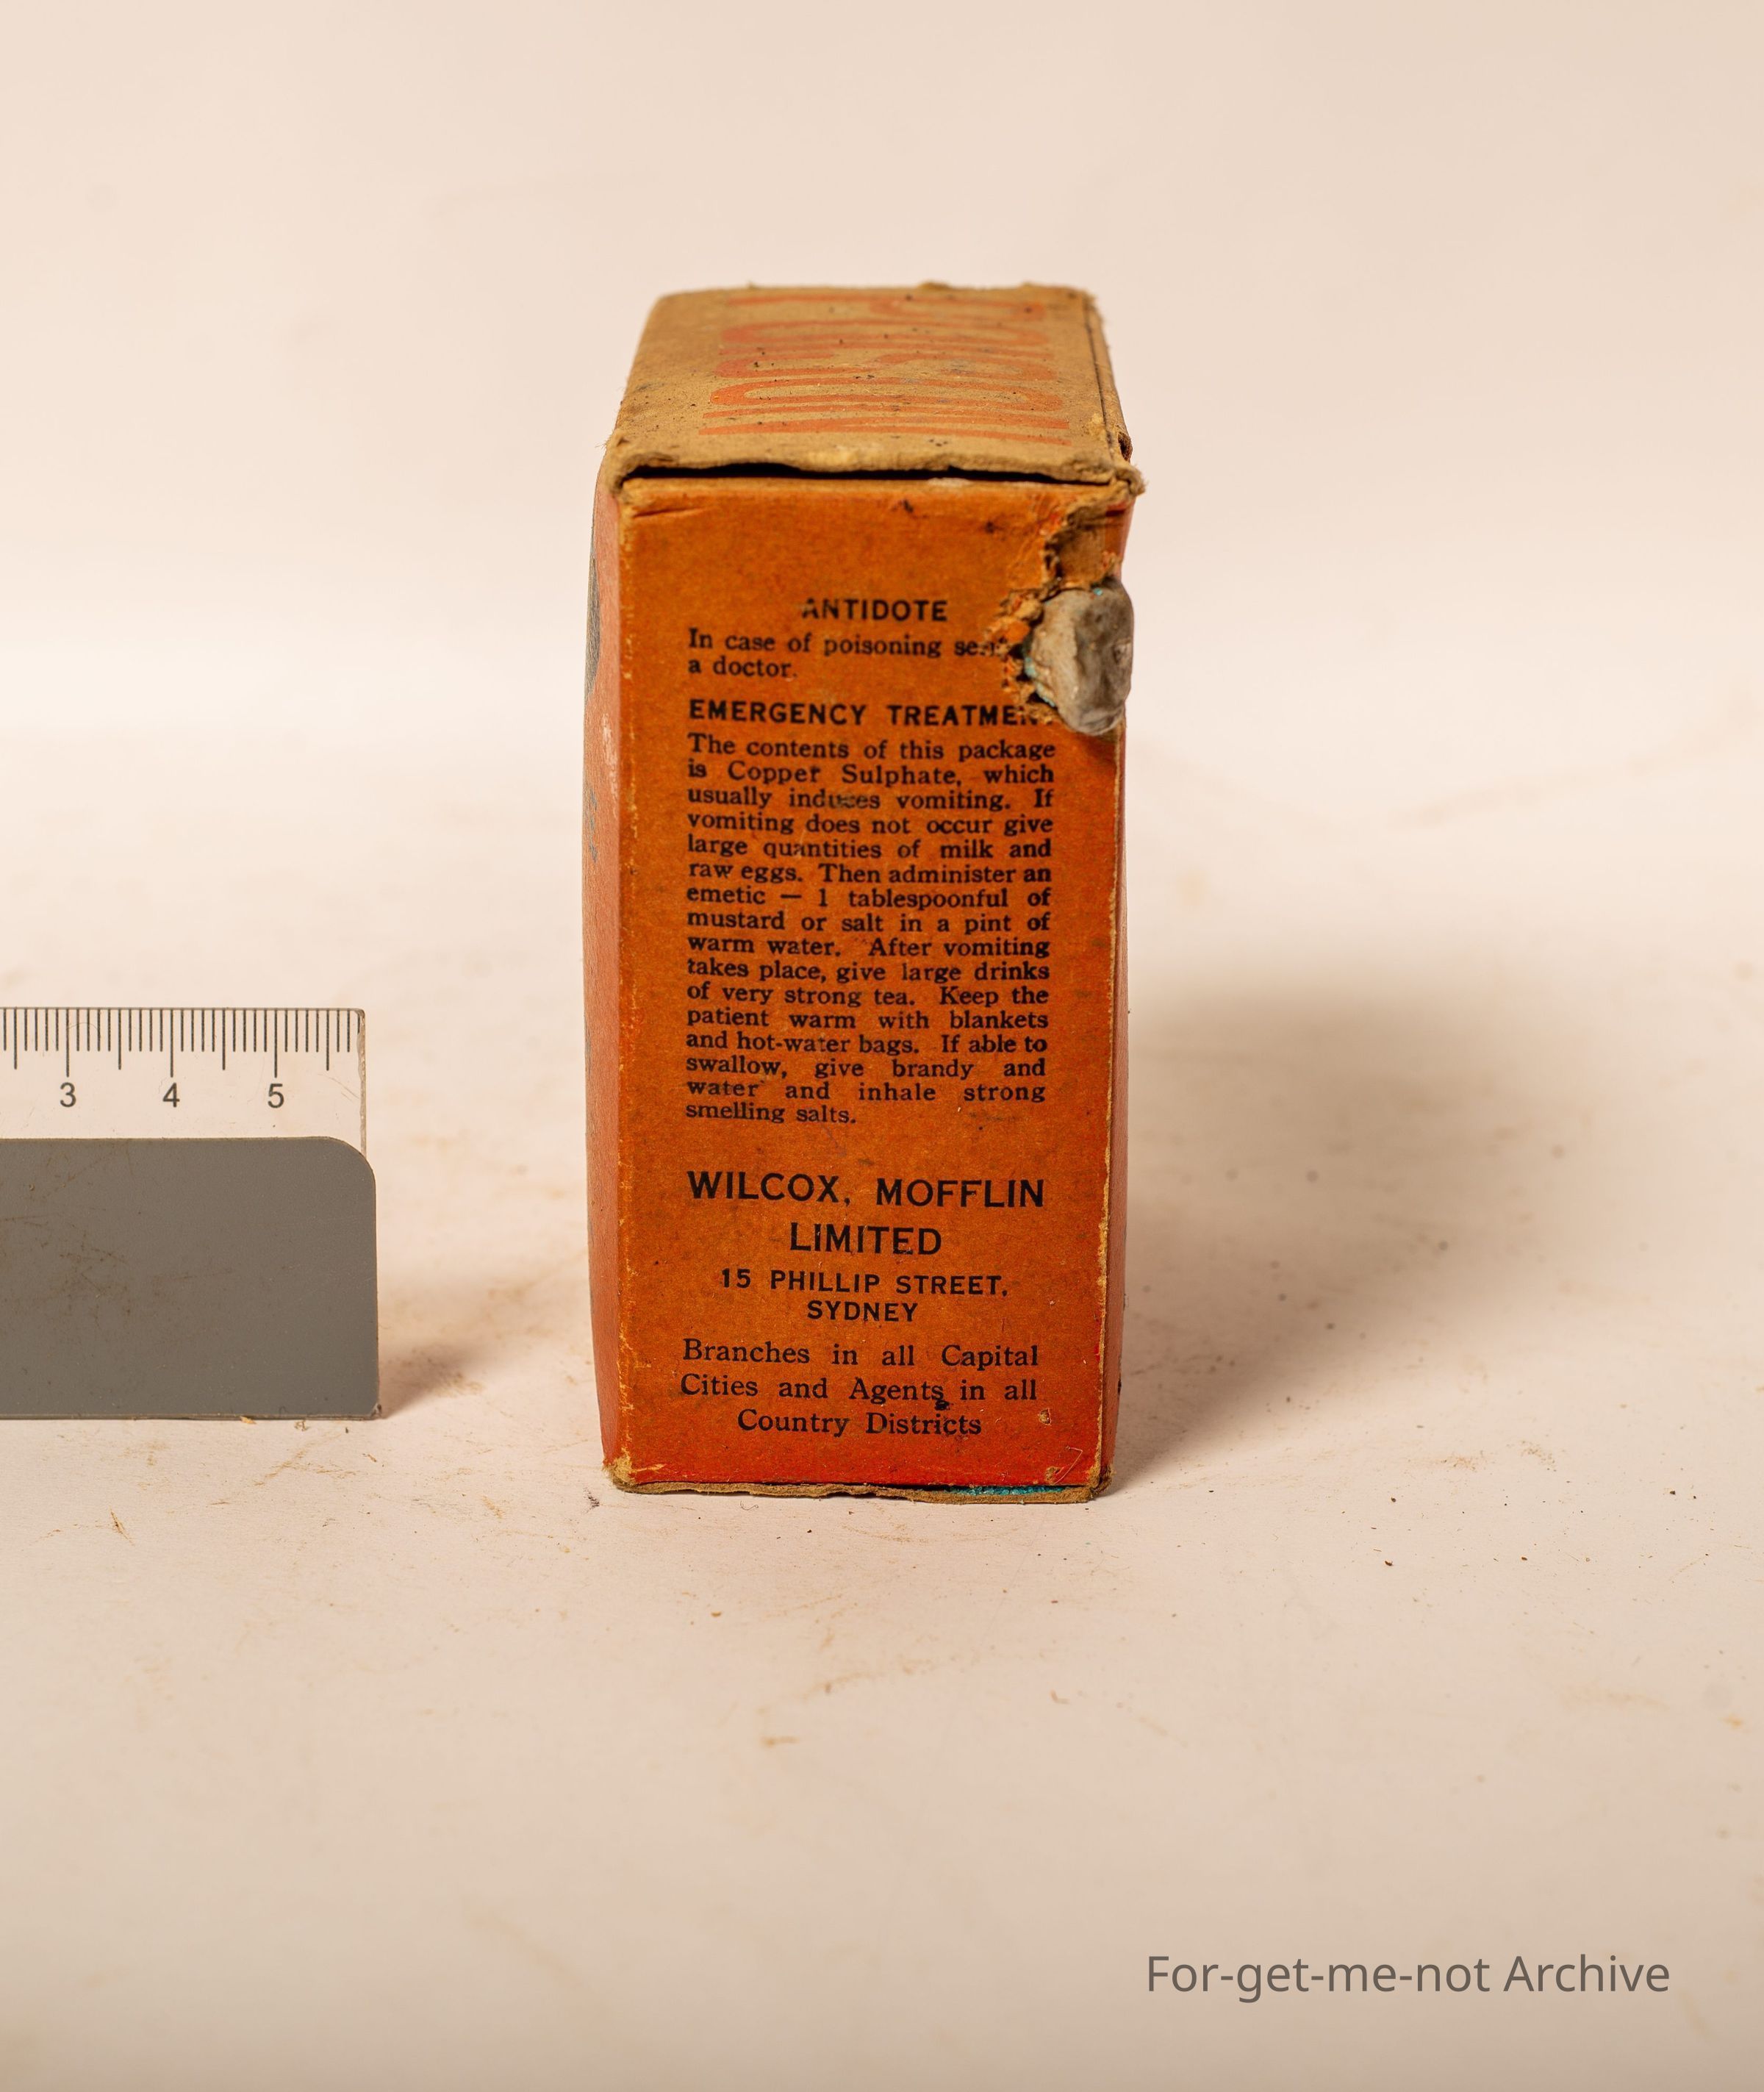 ANTIDOTE
In case of poisoning
a doctor.
EMERGENCY
The contents of this package
is Copper Sulphate, which
usually induces vomiting. If
vomiting does not occur give
large quantities of milk and
raw eggs. Then administer an
emetic — 1 tablespoonful of
mustard or salt in a pint of
warm water. After vomiting
takes place, give large drinks
of very strong tea. Keep the
patient warm with blankets
and hot-water bags. If able to
swallow, give brandy and
water and inhale strong
smelling salts.
WILCOX, MOFFLIN
LIMITED
15 PHILLIP STREET,
SYDNEY
Branches in all Capital
Cities and Agents in all
Country Districts
3 4 5
For-get-me-not Archive